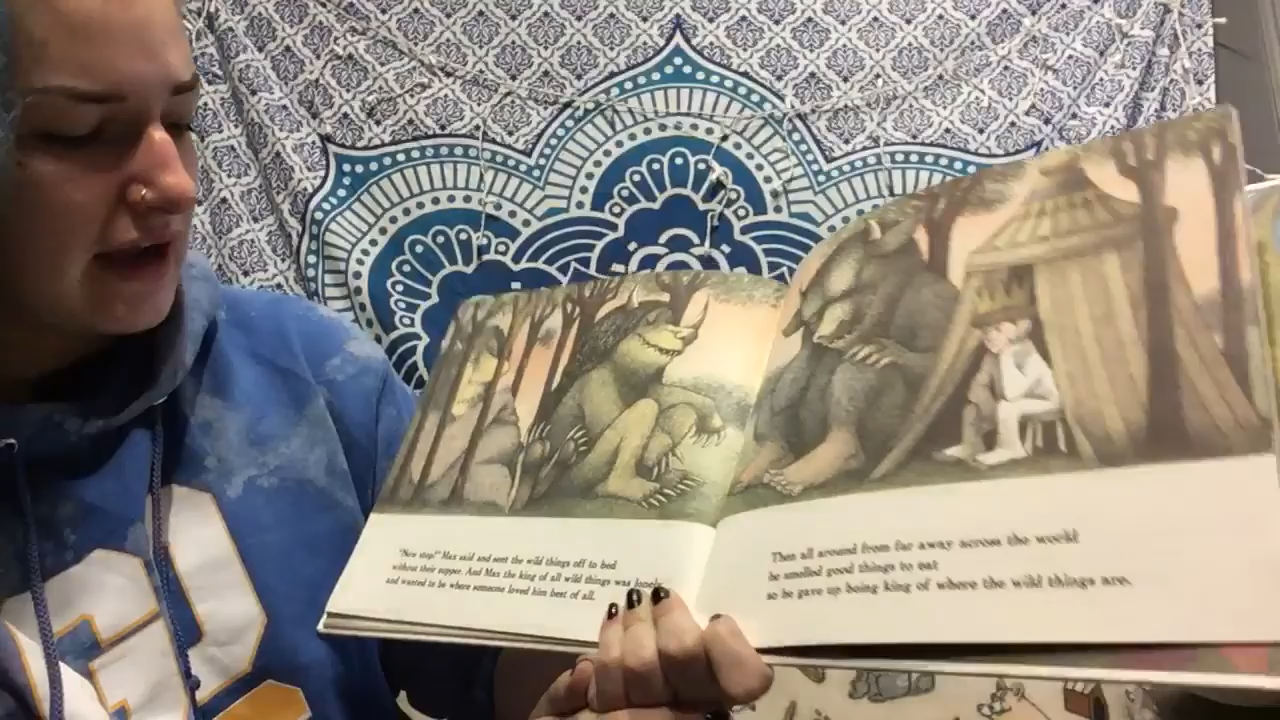 "Now stop!" Max said and sent the wild things off to bed
without their supper. And Max the king of all wild things was lonely
and wanted to be where someone loved him best of all.
Then all around from far away across the world
he smelled good things to eat
so he gave up being king of where the wild things are.